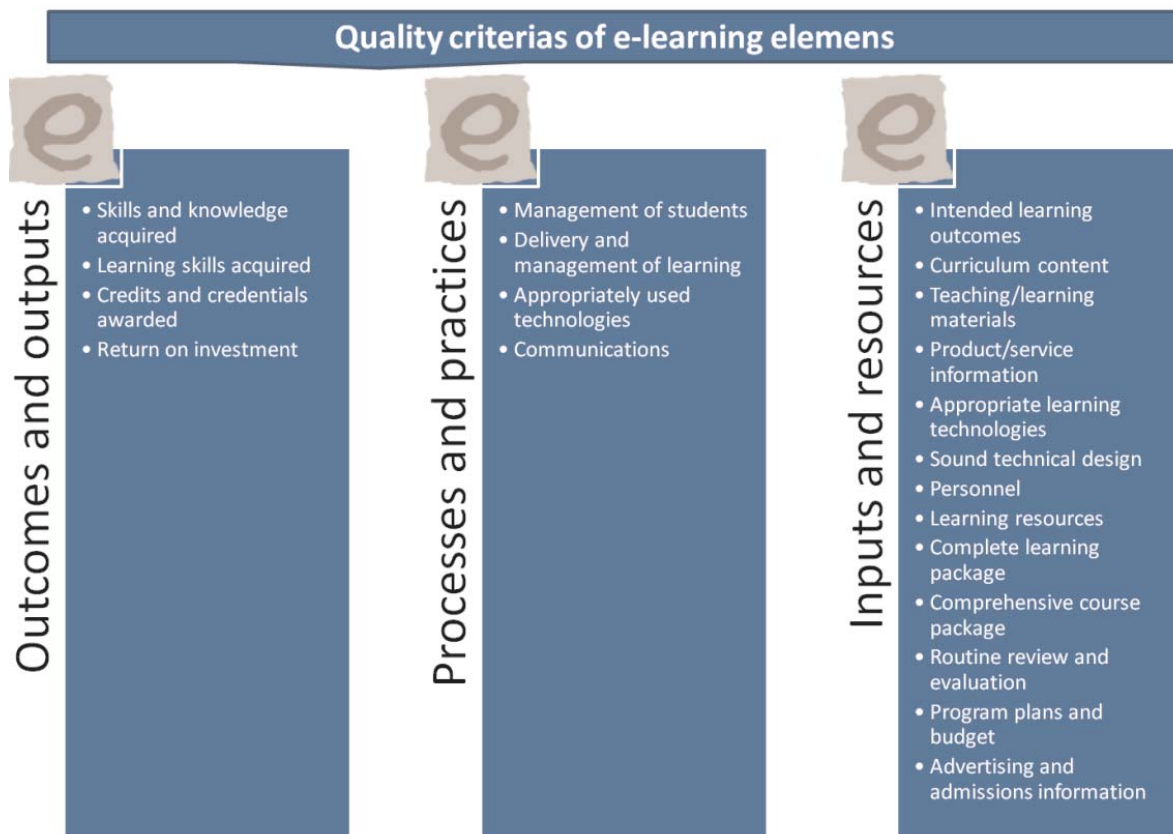 Quality criterias of e-learning elemens
e
Outcomes and outputs
• Skills and knowledge
acquired
• Learning skills acquired
• Credits and credentials
awarded
• Return on investment
e
Processes and practices
• Management of students
• Delivery and
management of learning
• Appropriately used
technologies
• Communications
e
Inputs and resources
• Intended learning
outcomes
• Curriculum content
• Teaching/learning
materials
• Product/service
information
• Appropriate learning
technologies
• Sound technical design
• Personnel
• Learning resources
• Complete learning
package
• Comprehensive course
package
• Routine review and
evaluation
• Program plans and
budget
• Advertising and
admissions information